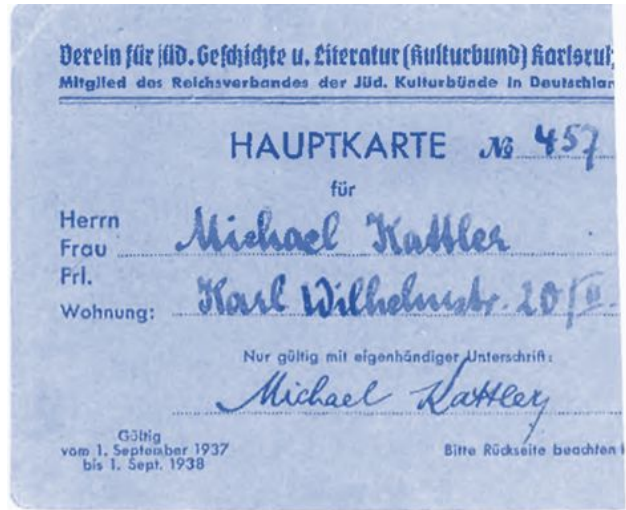 Verein für jüd. Geschichte u. Literatur (Kulturbund) Karlsruh
Mitglied des Reichsverbandes der Jüd. Kulturbünde in Deutschlan
HAUPTKARTE № 457
für
Herrn
Frau Michael Kattler
Frl.
Wohnung: Karl Wilhelmstr. 20/II.
Nur gültig mit eigenhändiger Unterschrift:
Michael Kattler
Gültig
vom 1. September 1937
bis 1. Sept. 1938
Bitte Rückseite beachten